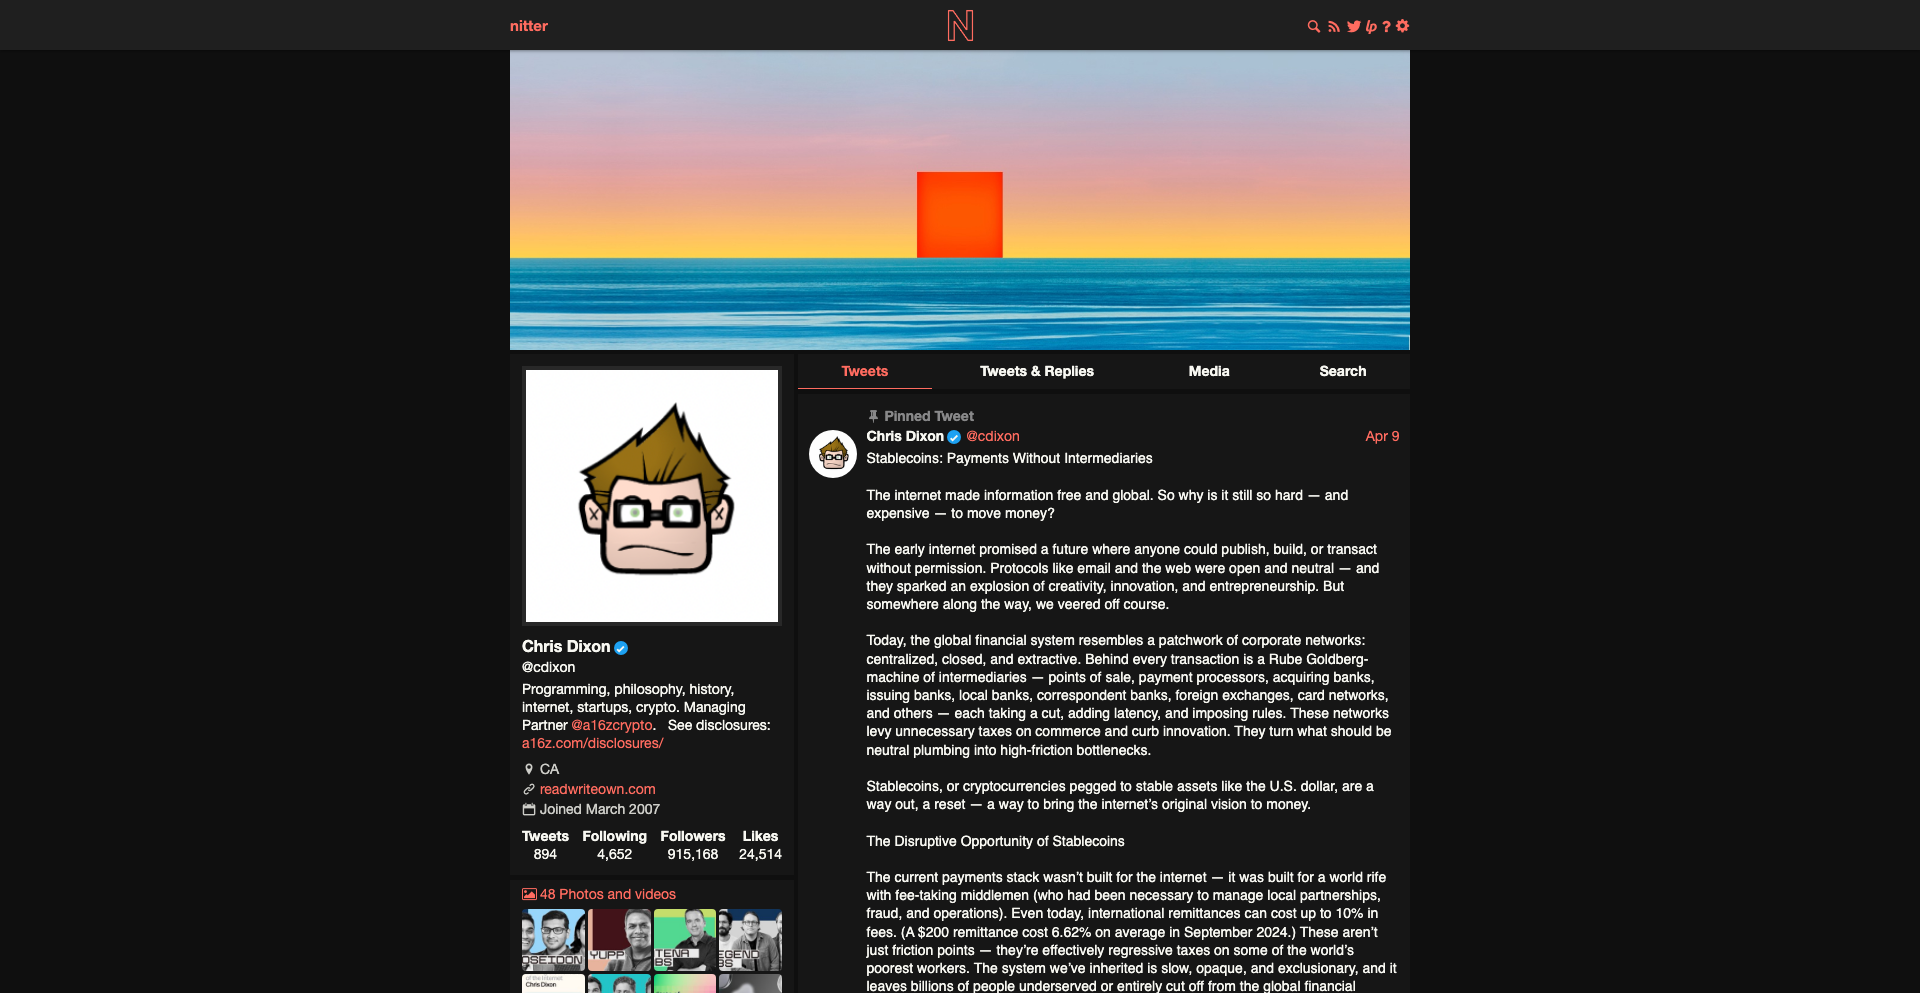 nitter
N
lp ?
Tweets
Tweets & Replies
Media
Search
Chris Dixon
@cdixon
Programming, philosophy, history,
internet, startups, crypto. Managing
Partner @a16zcrypto. See disclosures:
a16z.com/disclosures/
CA
readwriteown.com
Joined March 2007
Tweets Following Followers Likes
894 4,652 915,168 24,514
48 Photos and videos
OSEIDON
YUPP
TENA
BS
EGEND
BS
of the Internet
Chris Dixon
Pinned Tweet
Chris Dixon @cdixon Apr 9
Stablecoins: Payments Without Intermediaries
The internet made information free and global. So why is it still so hard — and
expensive — to move money?
The early internet promised a future where anyone could publish, build, or transact
without permission. Protocols like email and the web were open and neutral — and
they sparked an explosion of creativity, innovation, and entrepreneurship. But
somewhere along the way, we veered off course.
Today, the global financial system resembles a patchwork of corporate networks:
centralized, closed, and extractive. Behind every transaction is a Rube Goldberg-
machine of intermediaries — points of sale, payment processors, acquiring banks,
issuing banks, local banks, correspondent banks, foreign exchanges, card networks,
and others — each taking a cut, adding latency, and imposing rules. These networks
levy unnecessary taxes on commerce and curb innovation. They turn what should be
neutral plumbing into high-friction bottlenecks.
Stablecoins, or cryptocurrencies pegged to stable assets like the U.S. dollar, are a
way out, a reset — a way to bring the internet’s original vision to money.
The Disruptive Opportunity of Stablecoins
The current payments stack wasn’t built for the internet — it was built for a world rife
with fee-taking middlemen (who had been necessary to manage local partnerships,
fraud, and operations). Even today, international remittances can cost up to 10% in
fees. (A $200 remittance cost 6.62% on average in September 2024.) These aren’t
just friction points — they’re effectively regressive taxes on some of the world’s
poorest workers. The system we’ve inherited is slow, opaque, and exclusionary, and it
leaves billions of people underserved or entirely cut off from the global financial